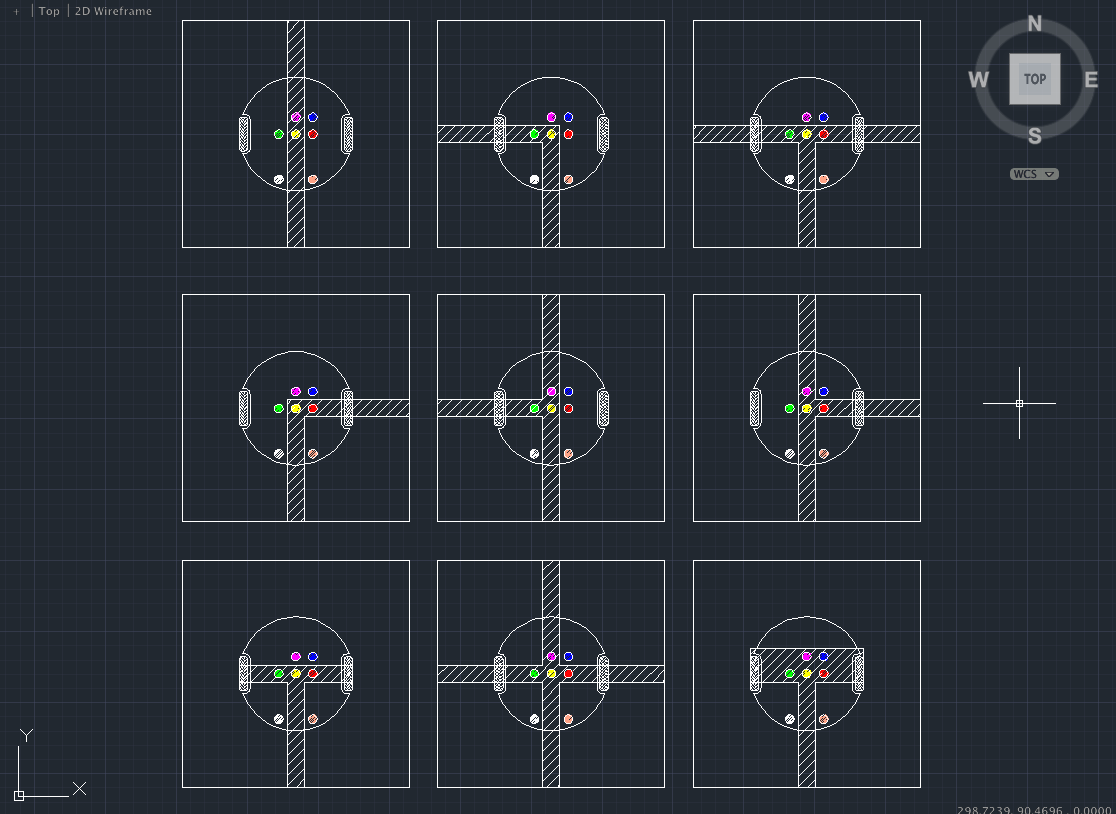 + | Top | 2D Wireframe
N
W TOP E
S
WCS
Y
X
298.7239, 90.4696 , 0.0000